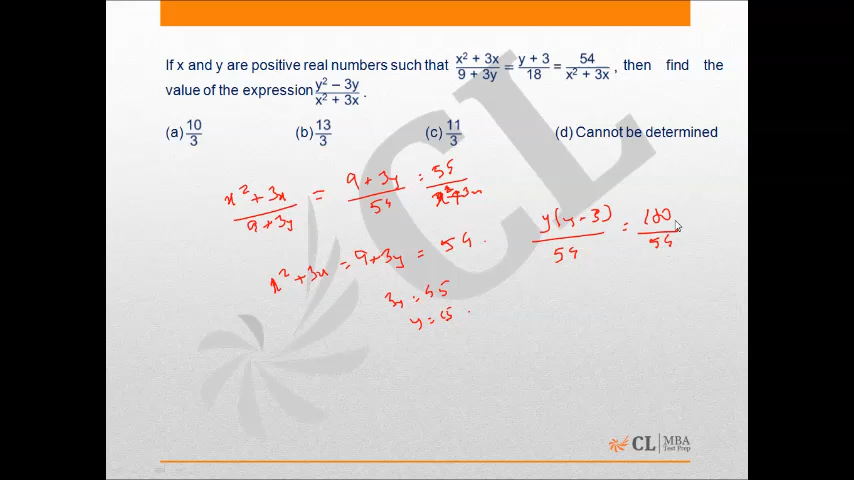 If x and y are positive real numbers such that x² + 3x / 9 + 3y = y + 3 / 18 = 54 / x² + 3x , then find the
value of the expression y² − 3y / x² + 3x .
(a) 10/3 (b) 13/3 (c) 11/3 (d) Cannot be determined
x² + 3x / 9 + 3y = 9 + 3y / 54 = 54 / x² + 3x
y(y - 3) / 54 = 180 / 54
x² + 3x = 9 + 3y = 54 .
3y = 45
y = 15 .
CL
CL MBA
Test Prep